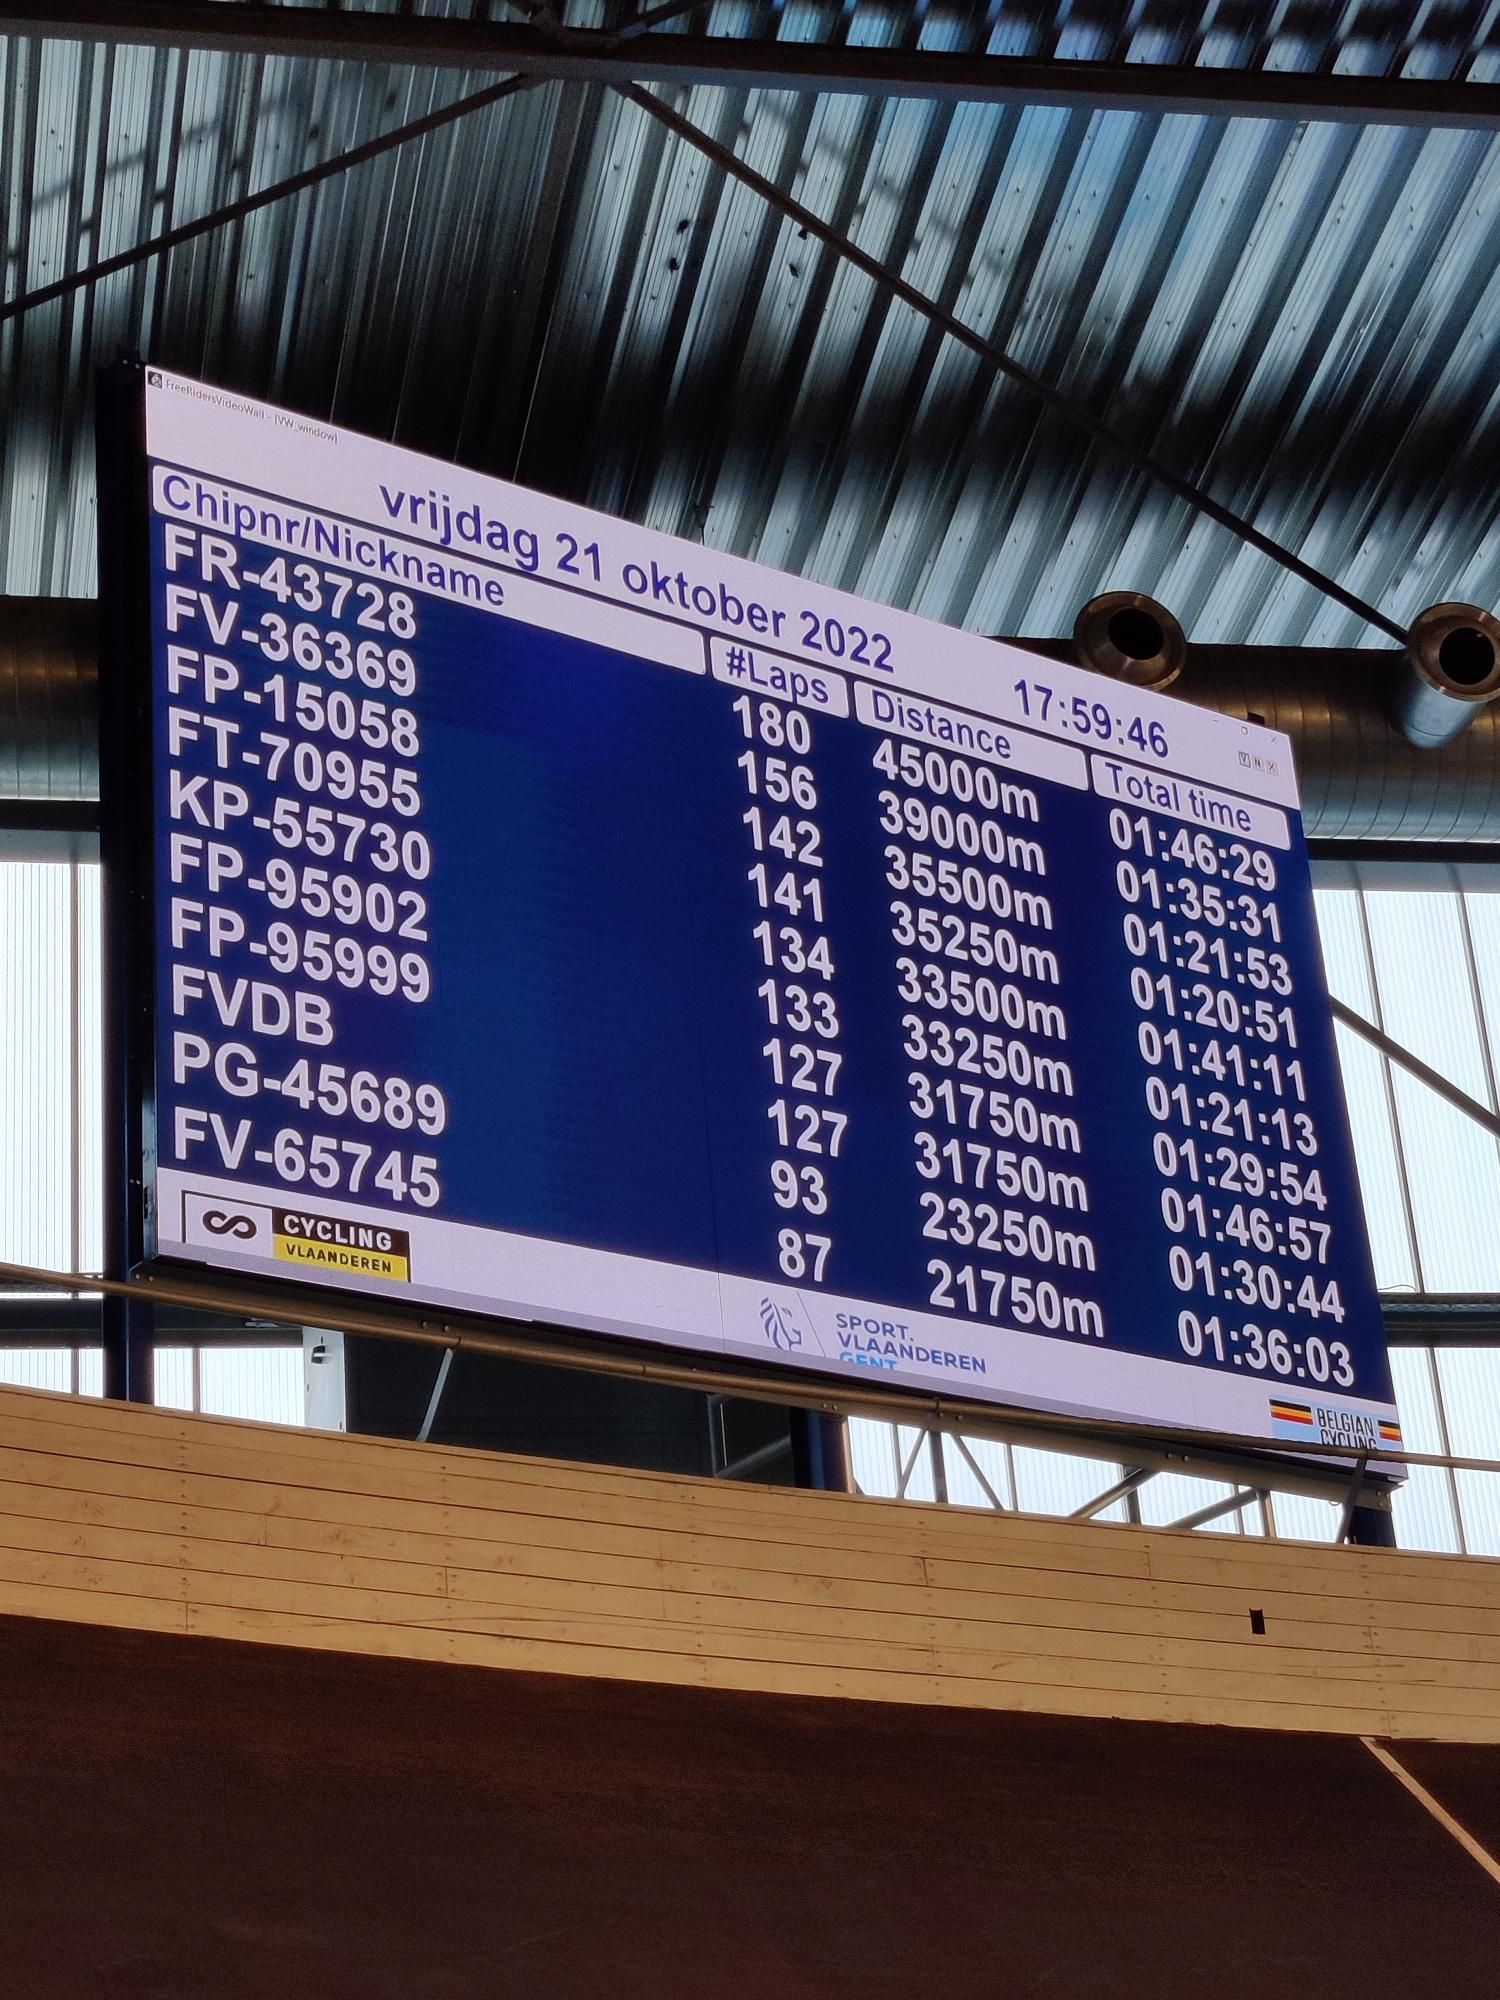 FreeRidersVideoWall - [VW_window]
vrijdag 21 oktober 2022 17:59:46
V N X
Chipnr/Nickname #Laps Distance Total time
FR-43728 180 45000m 01:46:29
FV-36369 156 39000m 01:35:31
FP-15058 142 35500m 01:21:53
FT-70955 141 35250m 01:20:51
KP-55730 134 33500m 01:41:11
FP-95902 133 33250m 01:21:13
FP-95999 127 31750m 01:29:54
FVDB 127 31750m 01:46:57
PG-45689 93 23250m 01:30:44
FV-65745 87 21750m 01:36:03
CYCLING
VLAANDEREN
SPORT.
VLAANDEREN
GENT
BELGIAN
CYCLING